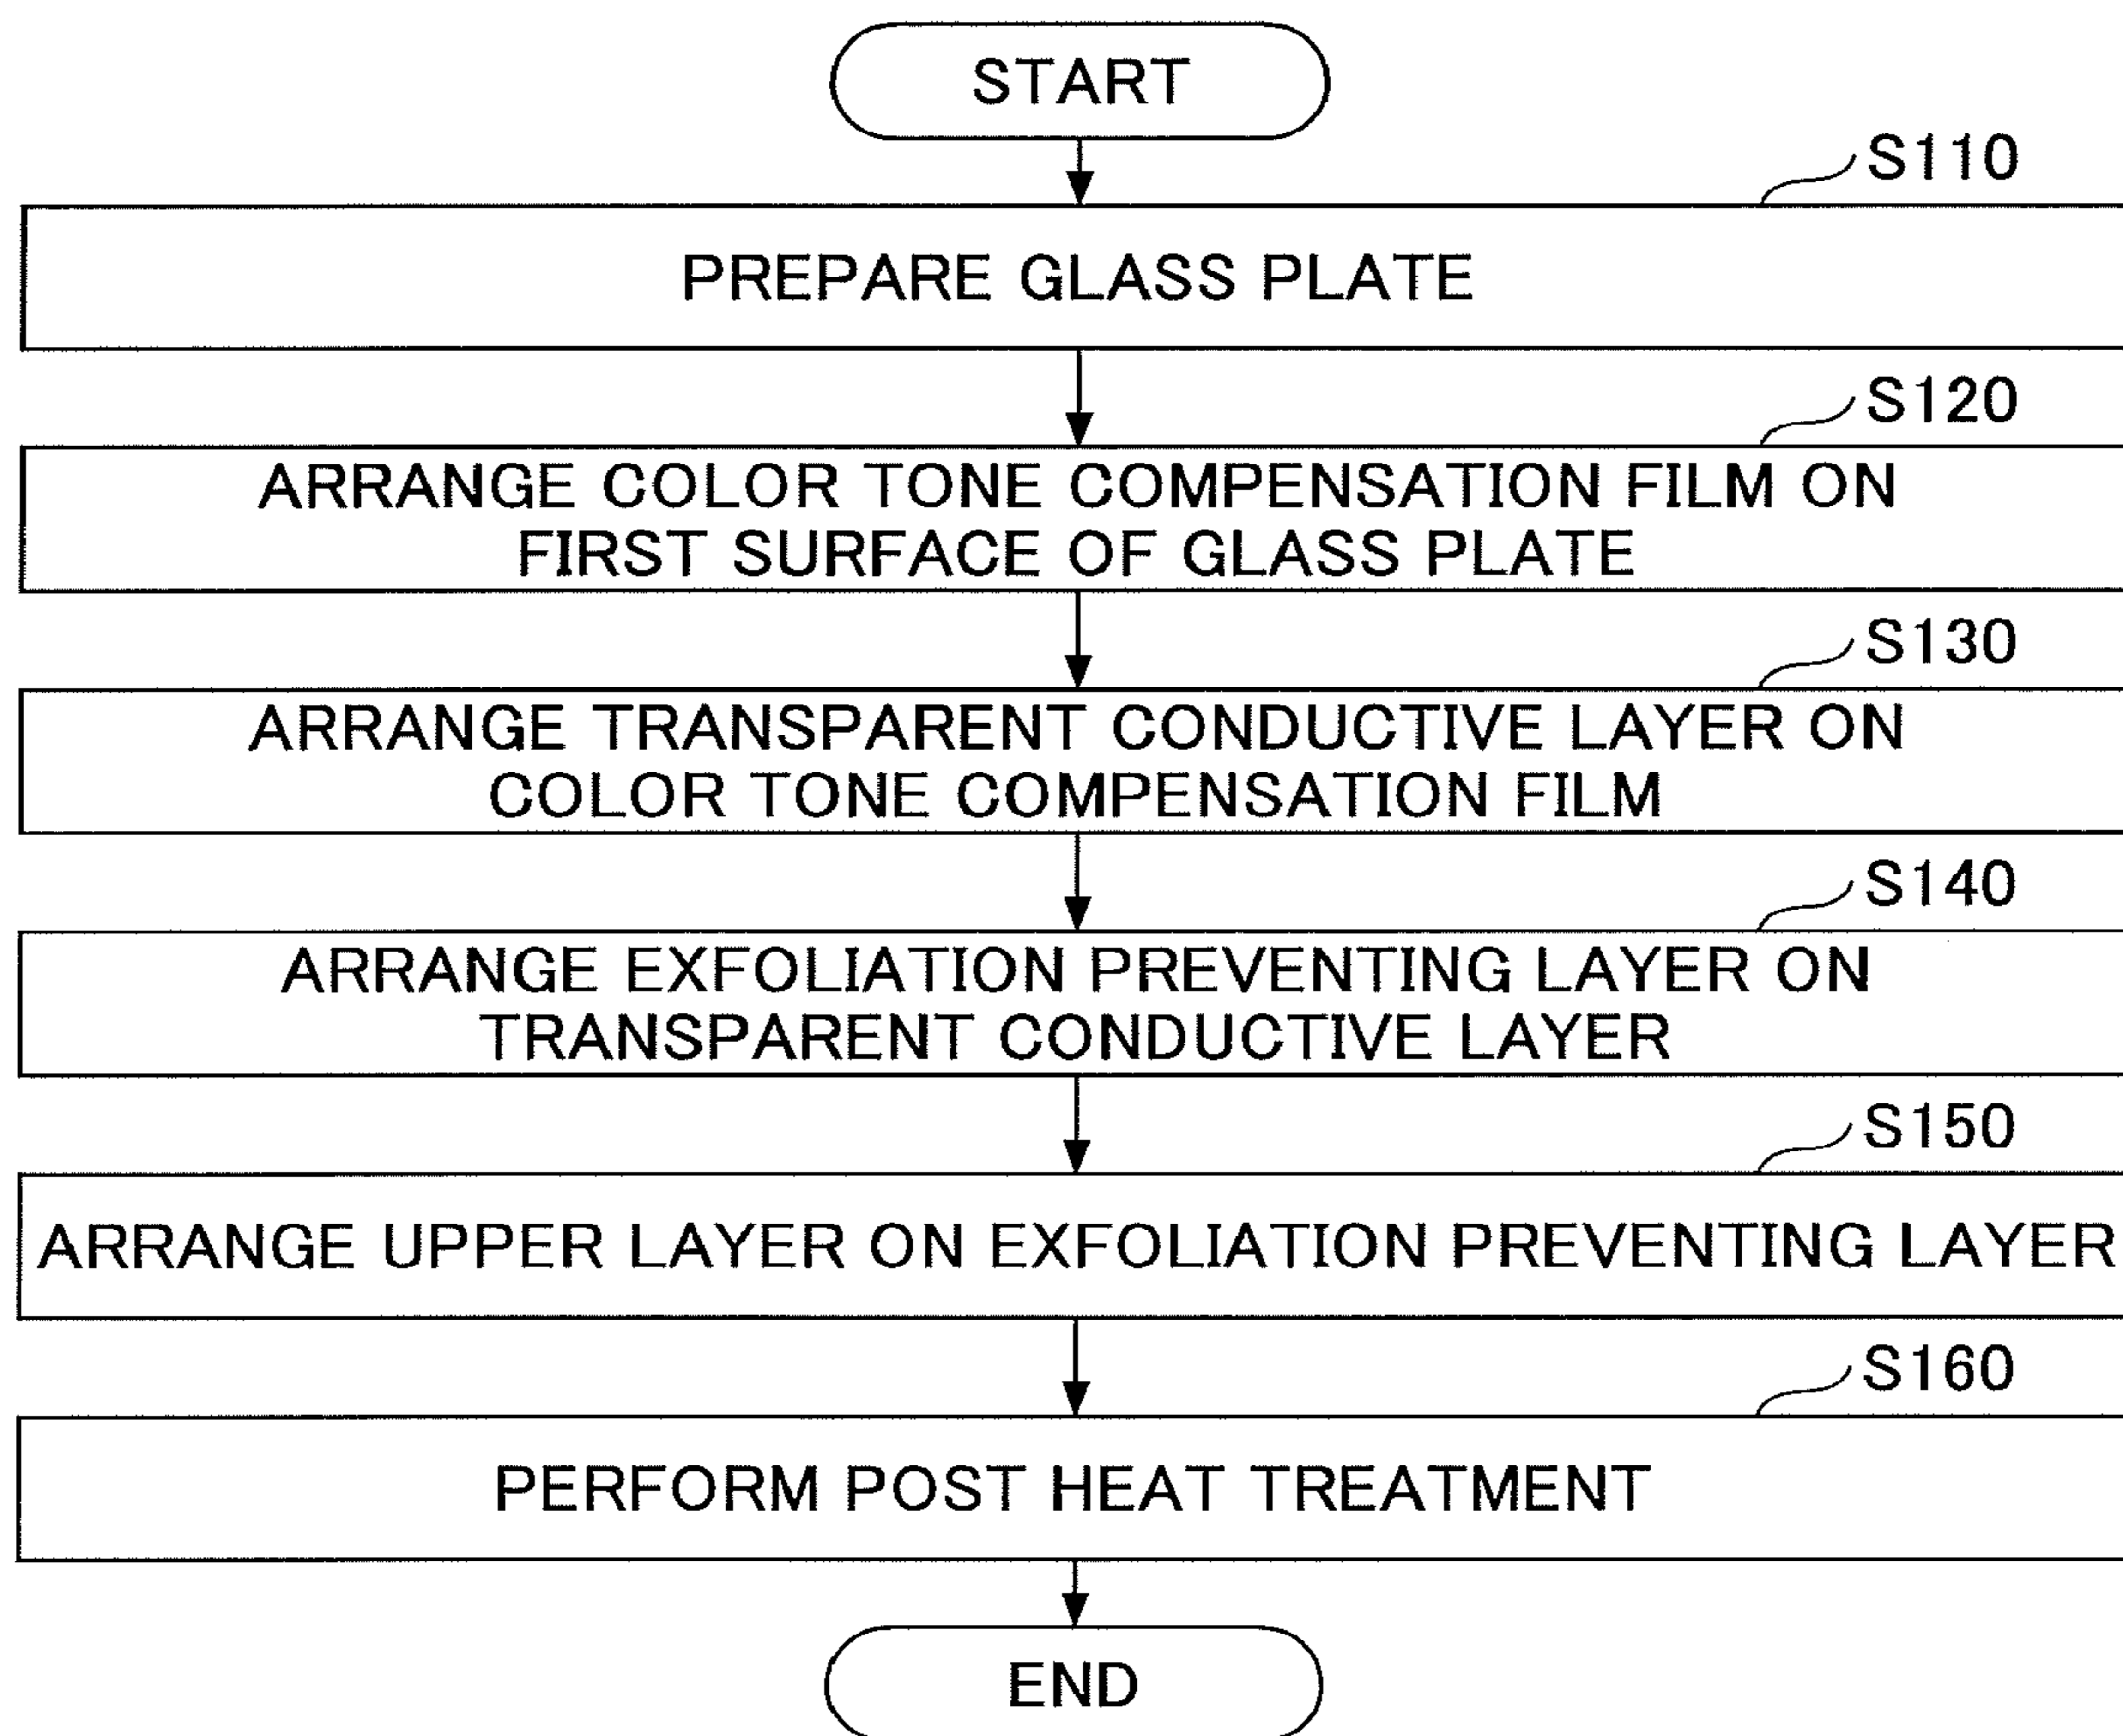 START
S110
PREPARE GLASS PLATE
S120
ARRANGE COLOR TONE COMPENSATION FILM ON
FIRST SURFACE OF GLASS PLATE
S130
ARRANGE TRANSPARENT CONDUCTIVE LAYER ON
COLOR TONE COMPENSATION FILM
S140
ARRANGE EXFOLIATION PREVENTING LAYER ON
TRANSPARENT CONDUCTIVE LAYER
S150
ARRANGE UPPER LAYER ON EXFOLIATION PREVENTING LAYER
S160
PERFORM POST HEAT TREATMENT
END